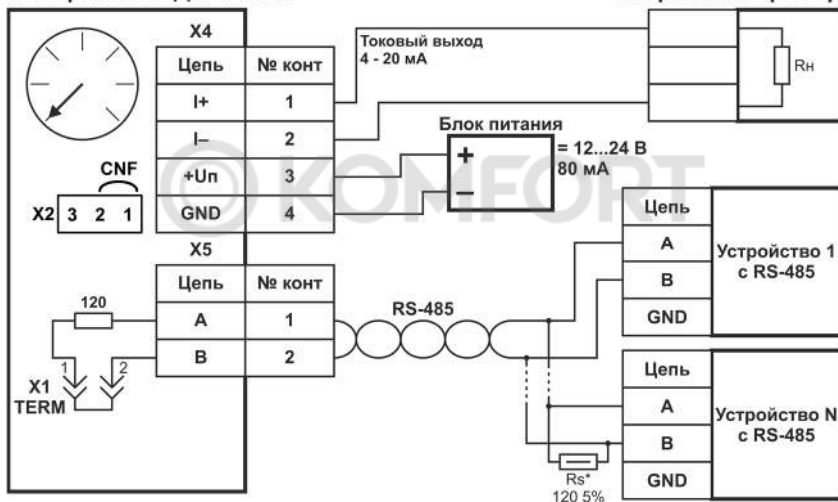 X4
Цепь № конт
I+ 1
I– 2
+Uп 3
GND 4
Токовый выход
4 - 20 мА
Rн
Блок питания
+
–
= 12...24 В
80 мА
CNF
X2 3 2 1
© KOMFORT
X5
Цепь № конт
A 1
B 2
RS-485
120
1 2
X1
TERM
Цепь
A
B
GND
Устройство 1
с RS-485
Цепь
A
B
GND
Устройство N
с RS-485
Rs*
120 5%